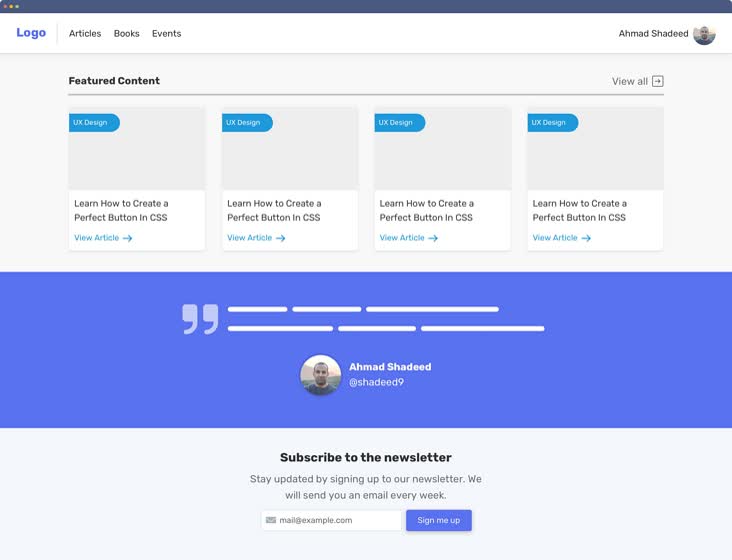 Logo
Articles Books Events
Ahmad Shadeed
Featured Content
View all
UX Design
Learn How to Create a
Perfect Button In CSS
View Article
UX Design
Learn How to Create a
Perfect Button In CSS
View Article
UX Design
Learn How to Create a
Perfect Button In CSS
View Article
UX Design
Learn How to Create a
Perfect Button In CSS
View Article
Ahmad Shadeed
@shadeed9
Subscribe to the newsletter
Stay updated by signing up to our newsletter. We
will send you an email every week.
mail@example.com
Sign me up